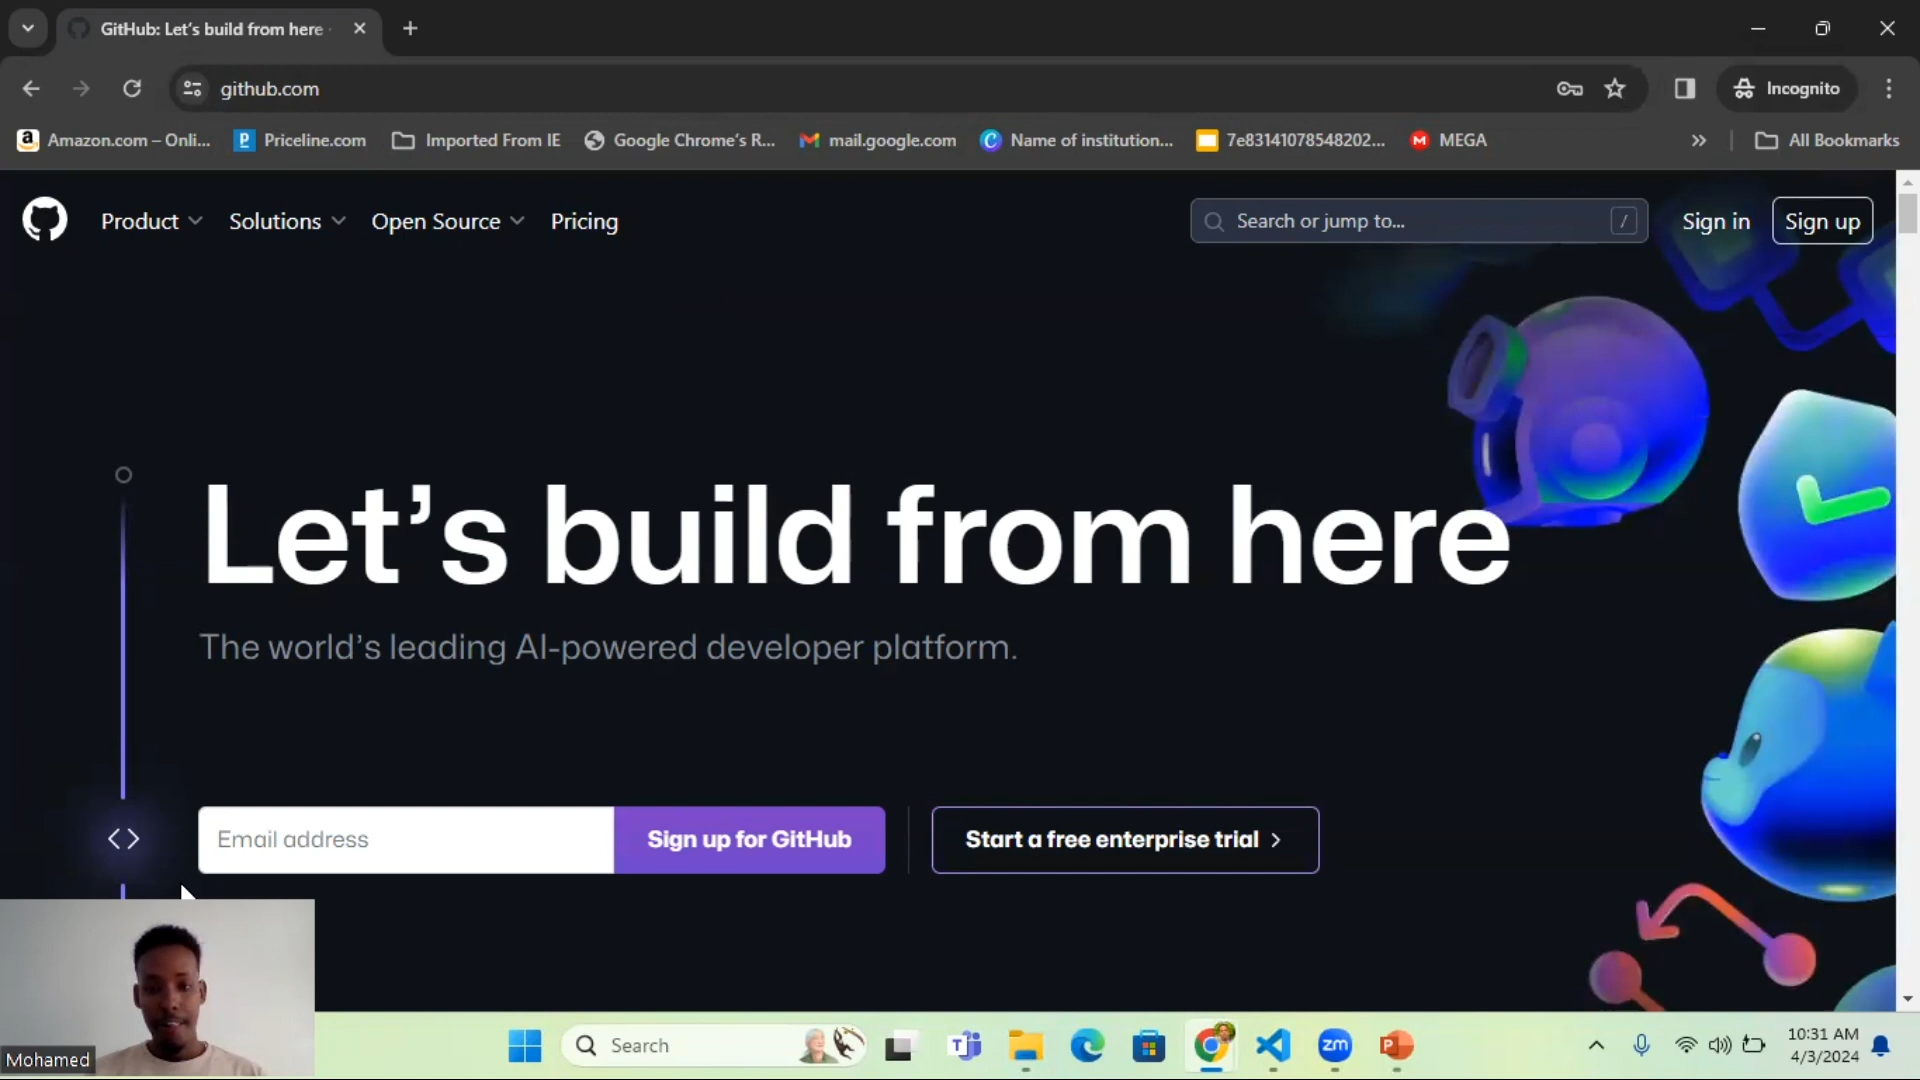 GitHub: Let's build from here ·
github.com
Incognito
Amazon.com – Onli...
Priceline.com
Imported From IE
Google Chrome's R...
mail.google.com
Name of institution...
7e83141078548202...
MEGA
»
All Bookmarks
Product
Solutions
Open Source
Pricing
Search or jump to...
/
Sign in
Sign up
Let’s build from here
The world’s leading AI-powered developer platform.
Email address
Sign up for GitHub
Start a free enterprise trial
Mohamed
Search
zm
10:31 AM
4/3/2024